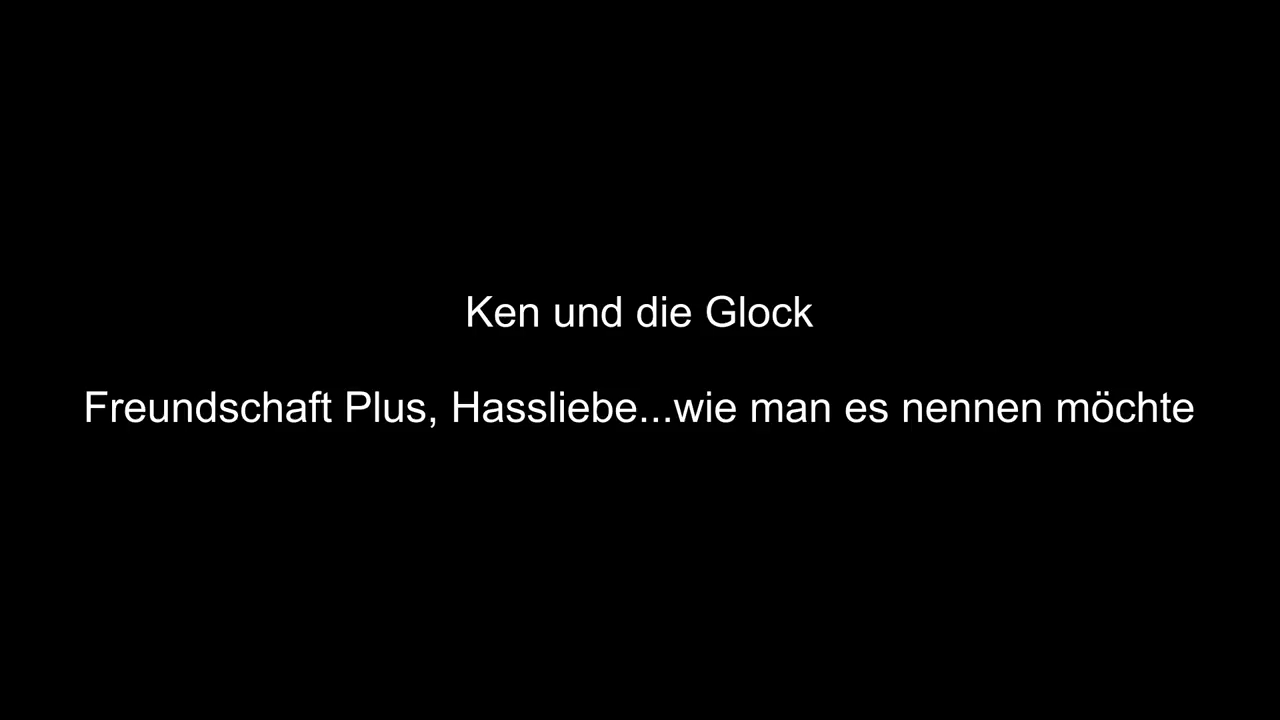 Ken und die Glock
Freundschaft Plus, Hassliebe...wie man es nennen möchte